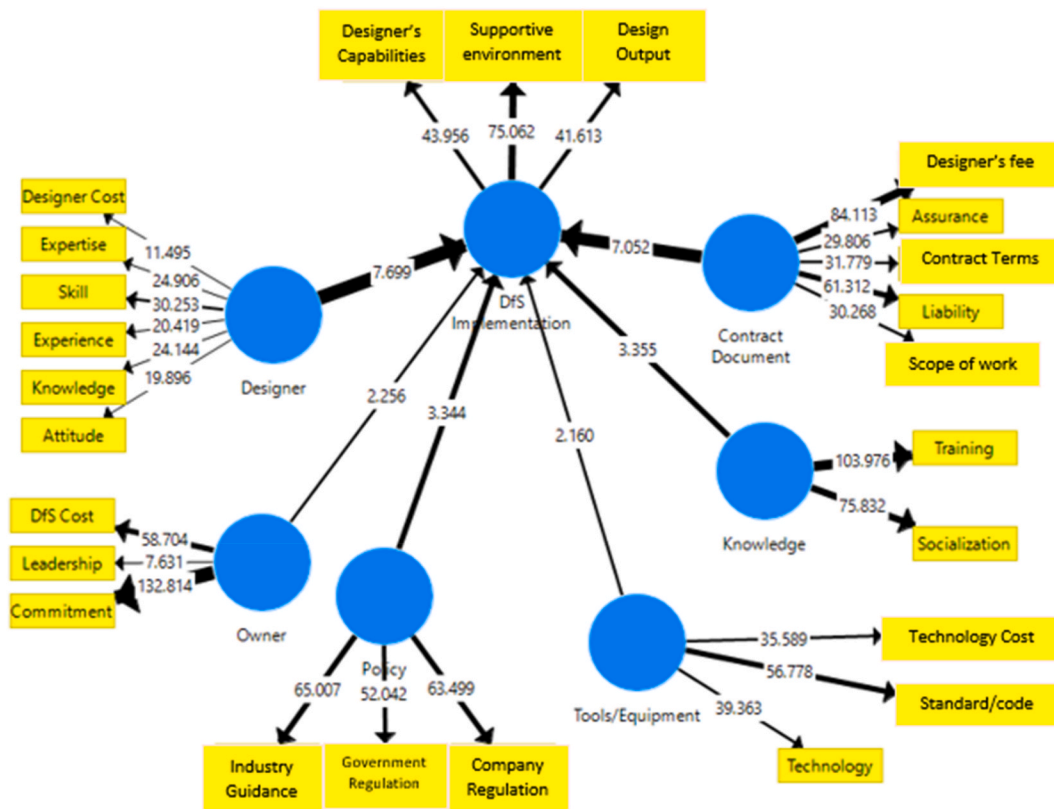 Designer's
Capabilities
Supportive
environment
Design
Output
43.956
75.062
41.613
Designer Cost
Expertise
Skill
Experience
Knowledge
Attitude
11.495
24.906
30.253
20.419
24.144
19.896
Designer
7.699
DfS
Implementation
7.052
Contract
Document
84.113
29.806
31.779
61.312
30.268
Designer's fee
Assurance
Contract Terms
Liability
Scope of work
2.256
3.344
2.160
3.355
DfS Cost
Leadership
Commitment
58.704
7.631
132.814
Owner
Policy
65.007
52.042
63.499
Industry
Guidance
Government
Regulation
Company
Regulation
Knowledge
103.976
75.832
Training
Socialization
Tools/Equipment
35.589
56.778
39.363
Technology Cost
Standard/code
Technology